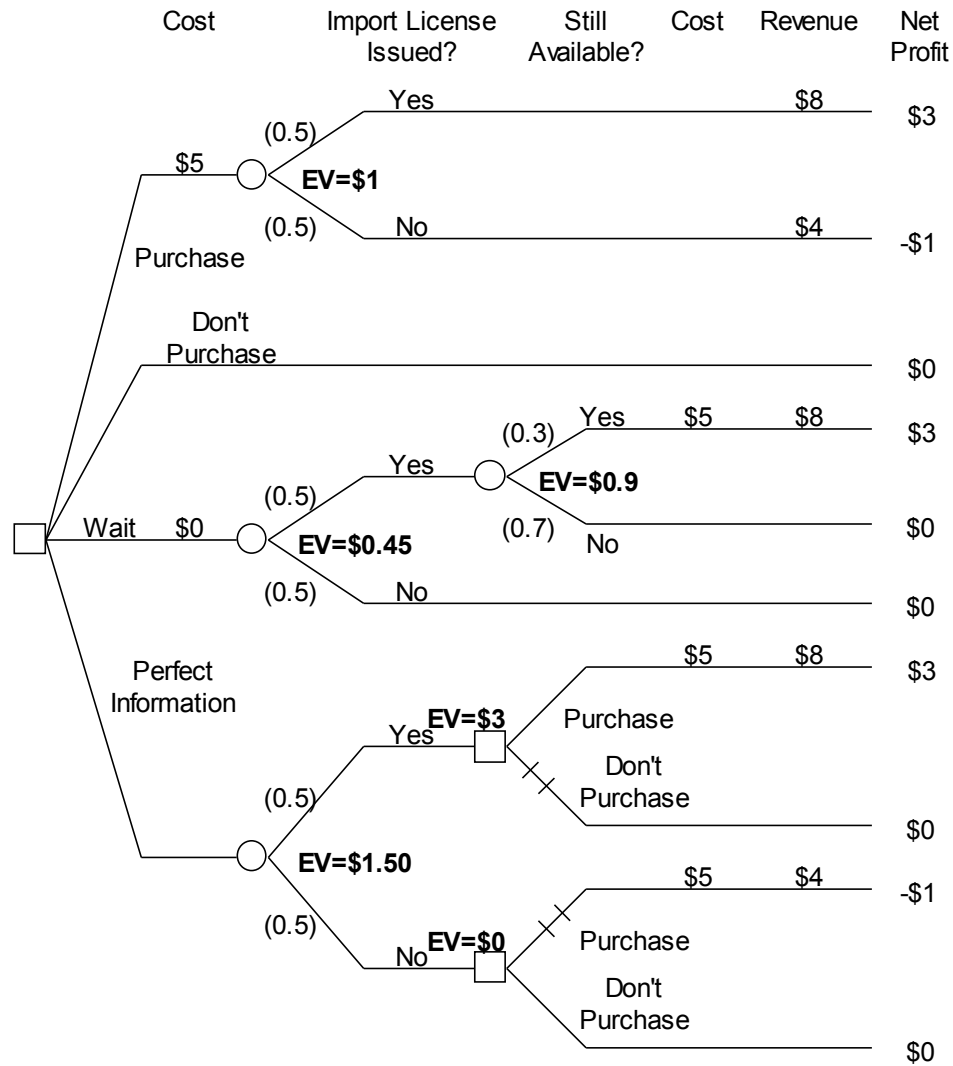 Cost Import License Issued? Still Available? Cost Revenue Net Profit
Yes $8 $3
(0.5)
$5 EV=$1
(0.5) No $4 -$1
Purchase
Don't
Purchase
$0
Yes $5 $8 $3
(0.3)
Yes EV=$0.9
(0.5)
(0.7) No $0
Wait $0 EV=$0.45
(0.5) No $0
Perfect
Information
$5 $8 $3
EV=$3 Purchase
Yes
Don't
Purchase
(0.5)
$0
EV=$1.50
$5 $4 -$1
(0.5)
EV=$0 Purchase
No
Don't
Purchase
$0